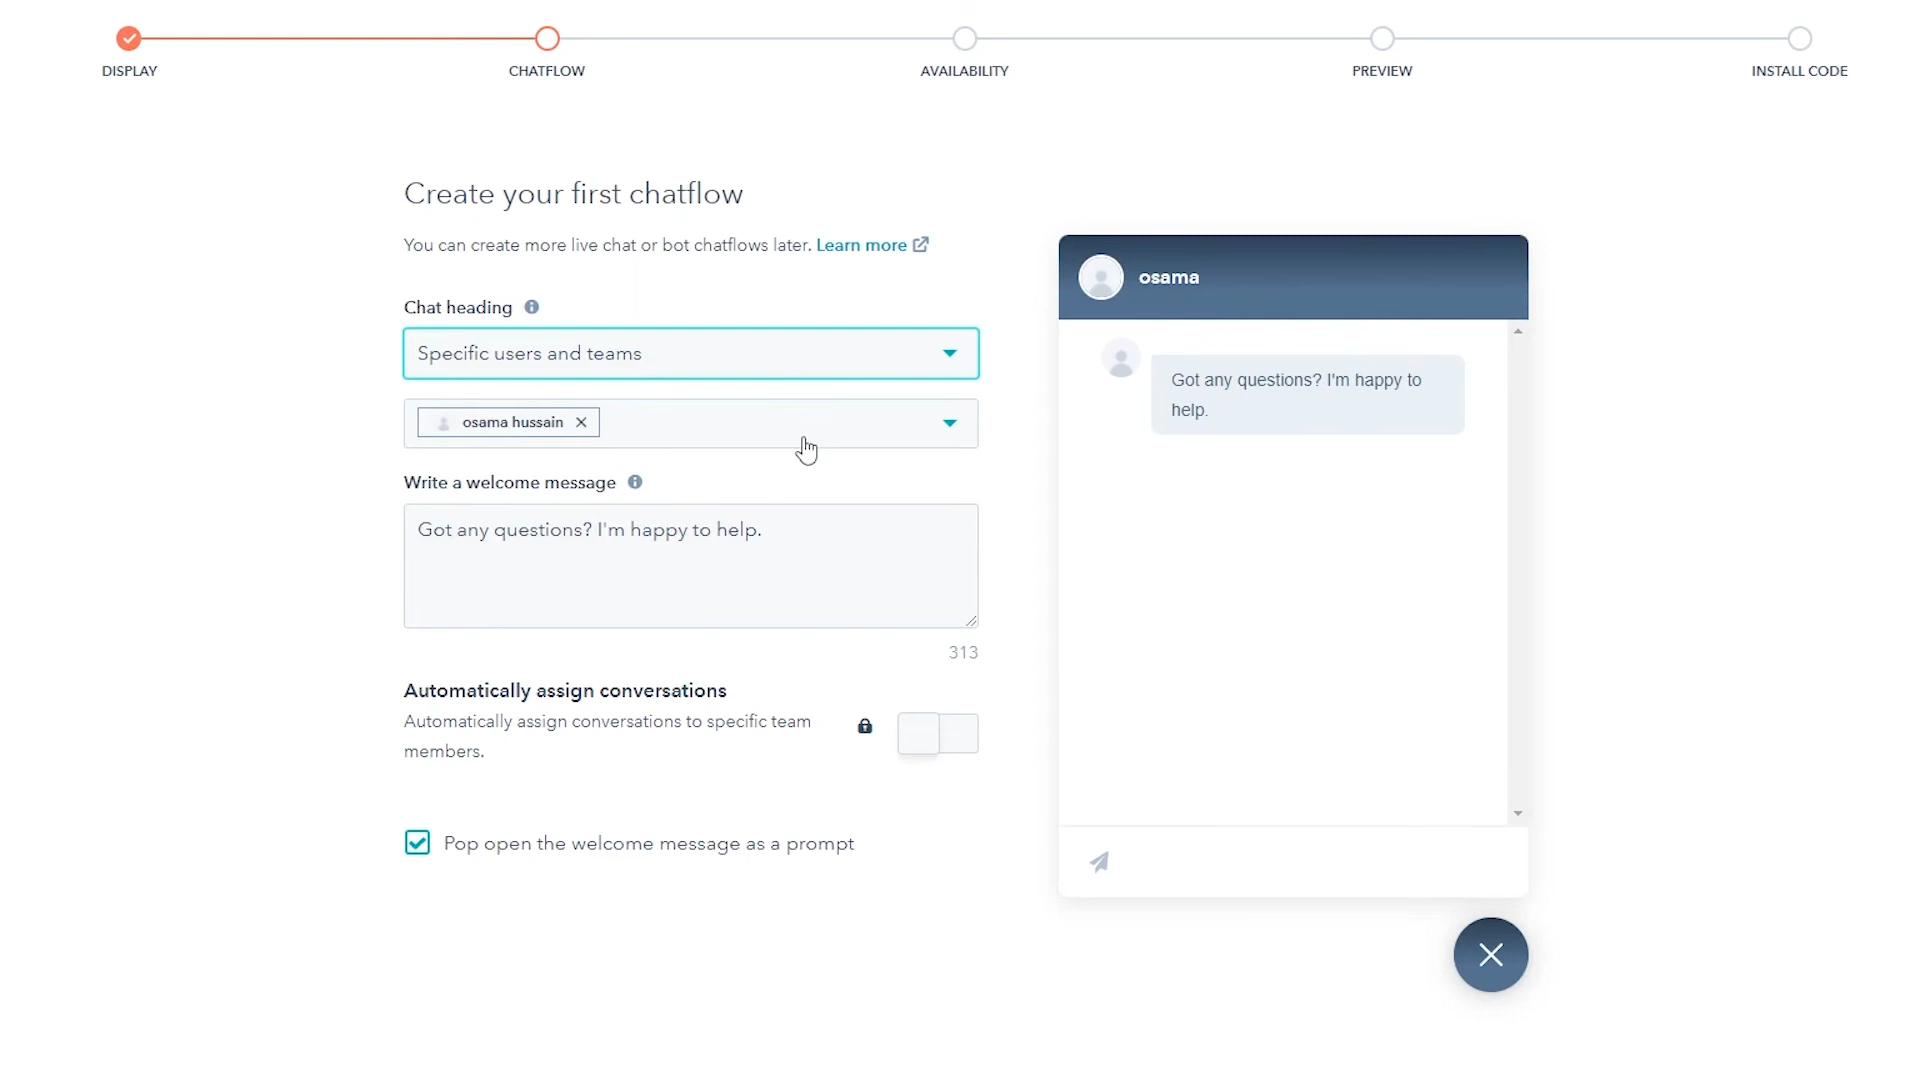 DISPLAY
CHATFLOW
AVAILABILITY
PREVIEW
INSTALL CODE
Create your first chatflow
You can create more live chat or bot chatflows later. Learn more
Chat heading
Specific users and teams
osama hussain
Write a welcome message
Got any questions? I'm happy to help.
313
Automatically assign conversations
Automatically assign conversations to specific team
members.
Pop open the welcome message as a prompt
osama
Got any questions? I'm happy to
help.